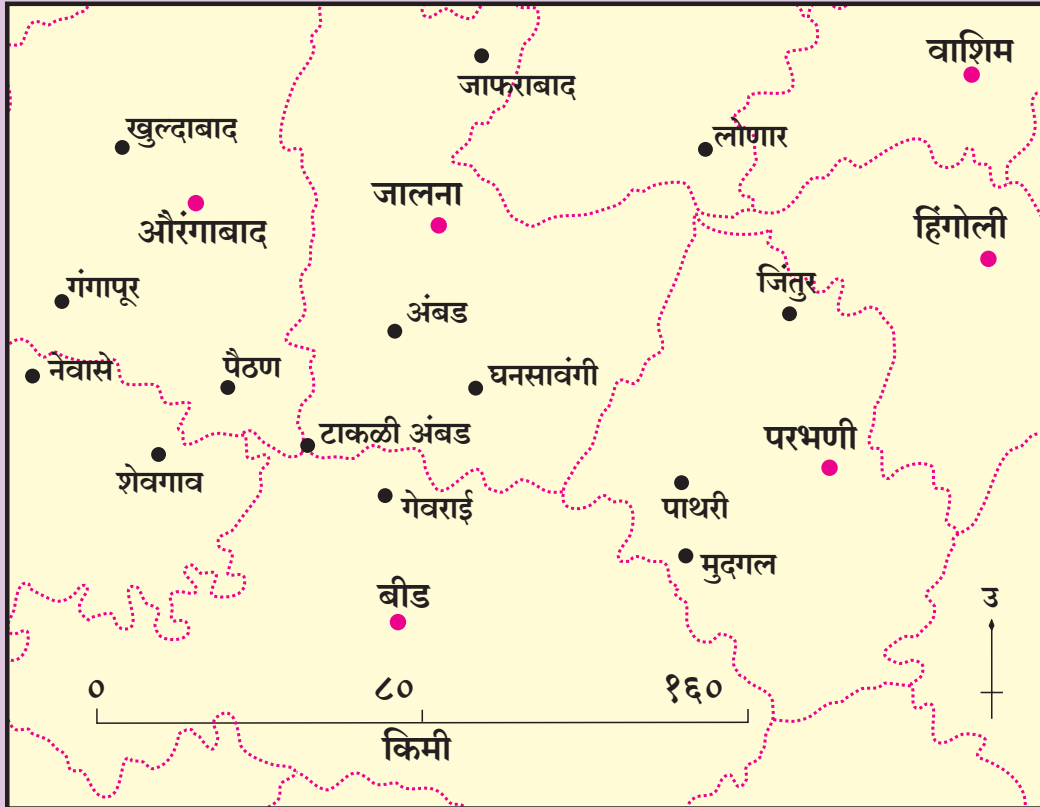 वाशिम
जाफराबाद
खुल्दाबाद
लोणार
जालना
औरंगाबाद
हिंगोली
गंगापूर
जिंतुर
अंबड
नेवासे
पैठण
घनसावंगी
टाकळी अंबड
परभणी
शेवगाव
गेवराई
पाथरी
मुदगल
बीड
उ
० ८० १६०
किमी